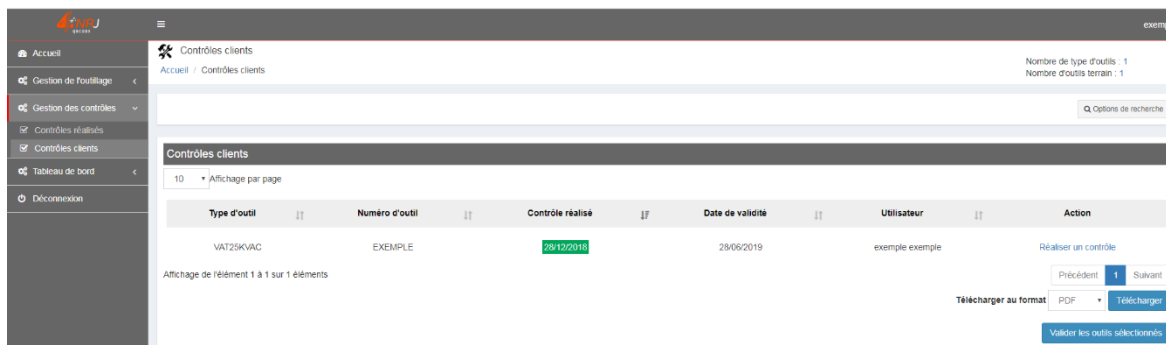 exemp
Accueil
Gestion de l'outillage
Gestion des contrôles
Contrôles réalisés
Contrôles clients
Tableau de bord
Déconnexion
Contrôles clients
Accueil / Contrôles clients
Nombre de type d'outils : 1
Nombre d'outils terrain : 1
Options de recherche
Contrôles clients
10 Affichage par page
Type d'outil Numéro d'outil Contrôle réalisé Date de validité Utilisateur Action
VAT25KVAC EXEMPLE 28/12/2018 28/06/2019 exemple exemple Réaliser un contrôle
Affichage de l'élément 1 à 1 sur 1 éléments
Précédent 1 Suivant
Télécharger au format PDF Télécharger
Valider les outils sélectionnés